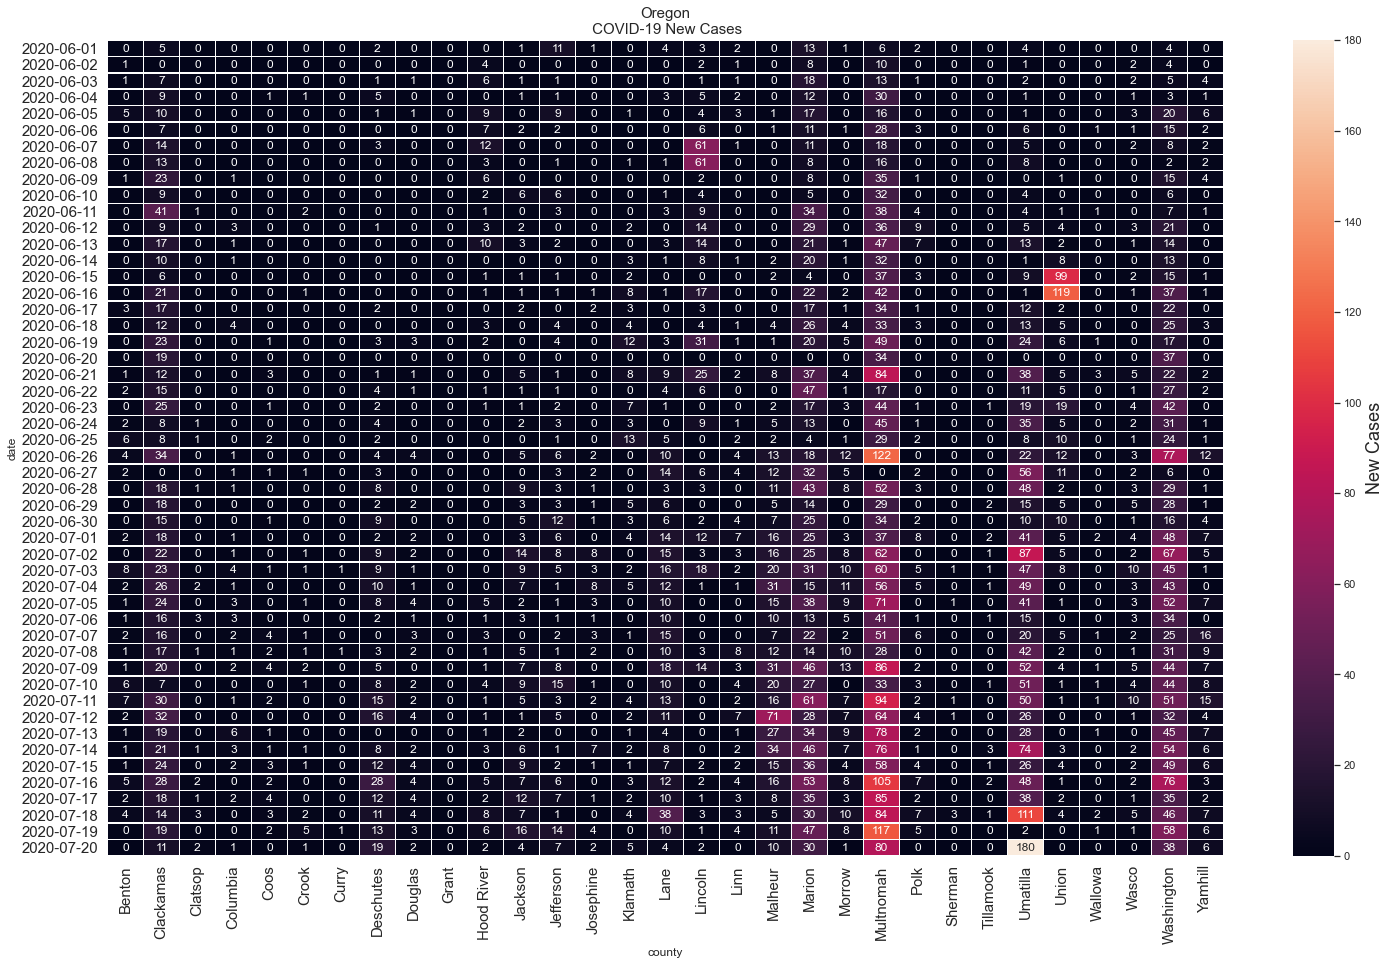 Oregon
COVID-19 New Cases
2020-06-01 0 5 0 0 0 0 0 2 0 0 0 1 11 1 0 4 3 2 0 13 1 6 2 0 0 4 0 0 0 4 0
2020-06-02 1 0 0 0 0 0 0 0 0 0 4 0 0 0 0 0 2 1 0 8 0 10 0 0 0 1 0 0 2 4 0
2020-06-03 1 7 0 0 0 0 0 1 1 0 6 1 1 0 0 0 1 1 0 18 0 13 1 0 0 2 0 0 2 5 4
2020-06-04 0 9 0 0 1 1 0 5 0 0 0 1 1 0 0 3 5 2 0 12 0 30 0 0 0 1 0 0 1 3 1
2020-06-05 5 10 0 0 0 0 0 1 1 0 9 0 9 0 1 0 4 3 1 17 0 16 0 0 0 1 0 0 3 20 6
2020-06-06 0 7 0 0 0 0 0 0 0 0 7 2 2 0 0 0 6 0 1 11 1 28 3 0 0 6 0 1 1 15 2
2020-06-07 0 14 0 0 0 0 0 3 0 0 12 0 0 0 0 0 61 1 0 11 0 18 0 0 0 5 0 0 2 8 2
2020-06-08 0 13 0 0 0 0 0 0 0 0 3 0 1 0 1 1 61 0 0 8 0 16 0 0 0 8 0 0 0 2 2
2020-06-09 1 23 0 1 0 0 0 0 0 0 6 0 0 0 0 0 2 0 0 8 0 35 1 0 0 0 0 0 1 15 4
2020-06-10 0 9 0 0 0 0 0 0 0 0 2 6 6 0 0 1 4 0 0 5 0 32 0 0 0 4 0 0 0 6 0
2020-06-11 0 41 1 0 0 2 0 0 0 0 1 0 3 0 0 3 9 0 0 34 0 38 4 0 0 4 1 1 0 7 1
2020-06-12 0 9 0 3 0 0 0 1 0 0 3 2 0 0 2 0 14 0 0 29 0 36 9 0 0 5 4 0 3 21 0
2020-06-13 0 17 0 1 0 0 0 0 0 0 10 3 2 0 0 3 14 0 0 21 1 47 7 0 0 13 2 0 1 14 0
2020-06-14 0 10 0 1 0 0 0 0 0 0 0 0 0 0 3 1 8 1 2 20 1 32 0 0 0 1 8 0 0 13 0
2020-06-15 0 6 0 0 0 0 0 0 0 0 1 1 1 0 2 0 0 0 2 4 0 37 3 0 0 9 99 0 2 15 1
2020-06-16 0 21 0 0 0 1 0 0 0 0 1 1 1 1 8 1 17 0 0 22 2 42 0 0 0 1 119 0 1 37 1
2020-06-17 3 17 0 0 0 0 0 2 0 0 0 2 0 2 3 0 3 0 0 17 1 34 1 0 0 12 2 0 0 22 0
2020-06-18 0 12 0 4 0 0 0 0 0 0 3 0 4 0 4 0 4 1 4 26 4 33 3 0 0 13 5 0 0 25 3
2020-06-19 0 23 0 0 1 0 0 3 3 0 2 0 4 0 12 3 31 1 1 20 5 49 0 0 0 24 6 1 0 17 0
2020-06-20 0 19 0 0 0 0 0 0 0 0 0 0 0 0 0 0 0 0 0 0 0 34 0 0 0 0 0 0 0 37 0
2020-06-21 1 12 0 0 3 0 0 1 1 0 0 5 1 0 8 9 25 2 8 37 4 84 0 0 0 38 5 3 5 22 2
2020-06-22 2 15 0 0 0 0 0 4 1 0 1 1 1 0 0 4 6 0 0 47 1 17 0 0 0 11 5 0 1 27 2
2020-06-23 0 25 0 0 1 0 0 2 0 0 1 1 2 0 7 1 0 0 2 17 3 44 1 0 1 19 19 0 4 42 0
2020-06-24 2 8 1 0 0 0 0 2 0 0 0 2 3 0 3 0 9 1 5 13 0 45 1 0 0 35 5 0 2 31 1
2020-06-25 6 8 1 0 2 0 0 2 0 0 0 0 0 1 13 5 0 2 2 4 1 29 2 0 0 8 10 0 1 24 1
2020-06-26 4 34 0 1 0 0 0 4 4 0 0 5 6 2 0 10 0 4 13 18 12 122 0 0 0 22 12 0 3 77 12
2020-06-27 2 0 0 1 1 1 0 3 0 0 0 0 3 2 0 14 6 4 12 32 5 0 2 0 0 56 11 0 2 6 0
2020-06-28 0 18 1 1 0 0 0 8 0 0 0 9 3 1 0 3 3 0 11 43 8 52 3 0 0 48 2 0 3 29 1
2020-06-29 0 18 0 0 0 0 0 2 2 0 0 3 3 1 5 6 0 0 5 14 0 29 0 0 2 15 5 0 5 28 1
2020-06-30 0 15 0 0 1 0 0 9 0 0 0 5 12 1 3 6 2 4 7 25 0 34 2 0 0 10 10 0 1 16 4
2020-07-01 2 18 0 1 0 0 0 2 2 0 0 3 6 0 4 14 12 7 16 25 3 37 8 0 2 41 5 2 4 48 7
2020-07-02 0 22 0 1 0 1 0 9 2 0 0 14 8 8 0 15 3 3 16 25 8 62 0 0 1 87 5 0 2 67 5
2020-07-03 8 23 0 4 1 1 1 9 1 0 0 9 5 3 2 16 18 2 20 31 10 60 5 1 1 47 8 0 10 45 1
2020-07-04 2 26 2 1 0 0 0 10 1 0 0 7 1 8 5 12 1 1 31 15 11 56 5 0 1 49 0 0 3 43 0
2020-07-05 1 24 0 3 0 1 0 8 4 0 5 2 1 3 0 10 0 0 15 38 9 71 0 1 0 41 1 0 3 52 7
2020-07-06 1 16 3 3 0 0 0 2 1 0 1 3 1 1 0 10 0 0 10 13 5 41 1 0 1 15 0 0 3 34 0
2020-07-07 2 16 0 2 4 1 0 0 3 0 3 0 2 3 1 15 0 0 7 22 2 51 6 0 0 20 5 1 2 25 16
2020-07-08 1 17 1 1 2 1 1 3 2 0 1 5 1 2 0 10 3 8 12 14 10 28 0 0 0 42 2 0 1 31 9
2020-07-09 1 20 0 2 4 2 0 5 0 0 1 7 8 0 0 18 14 3 31 46 13 86 2 0 0 52 4 1 5 44 7
2020-07-10 6 7 0 0 0 1 0 8 2 0 4 9 15 1 0 10 0 4 20 27 0 33 3 0 1 51 1 1 4 44 8
2020-07-11 7 30 0 1 2 0 0 15 2 0 1 5 3 2 4 13 0 2 16 61 7 94 2 1 0 50 1 1 10 51 15
2020-07-12 2 32 0 0 0 0 0 16 4 0 1 1 5 0 2 11 0 7 71 28 7 64 4 1 0 26 0 0 1 32 4
2020-07-13 1 19 0 6 1 0 0 0 0 0 1 2 0 0 1 4 0 1 27 34 9 78 2 0 0 28 0 1 0 45 7
2020-07-14 1 21 1 3 1 1 0 8 2 0 3 6 1 7 2 8 0 2 34 46 7 76 1 0 3 74 3 0 2 54 6
2020-07-15 1 24 0 2 3 1 0 12 4 0 0 9 2 1 1 7 2 2 15 36 4 58 4 0 1 26 4 0 2 49 6
2020-07-16 5 28 2 0 2 0 0 28 4 0 5 7 6 0 3 12 2 4 16 53 8 105 7 0 2 48 1 0 2 76 3
2020-07-17 2 18 1 2 4 0 0 12 4 0 2 12 7 1 2 10 1 3 8 35 3 85 2 0 0 38 2 0 1 35 2
2020-07-18 4 14 3 0 3 2 0 11 4 0 8 7 1 0 4 38 3 3 5 30 10 84 7 3 1 111 4 2 5 46 7
2020-07-19 0 19 0 0 2 5 1 13 3 0 6 16 14 4 0 10 1 4 11 47 8 117 5 0 0 2 0 1 1 58 6
2020-07-20 0 11 2 1 0 1 0 19 2 0 2 4 7 2 5 4 2 0 10 30 1 80 0 0 0 180 0 0 0 38 6
date
Benton Clackamas Clatsop Columbia Coos Crook Curry Deschutes Douglas Grant Hood River Jackson Jefferson Josephine Klamath Lane Lincoln Linn Malheur Marion Morrow Multnomah Polk Sherman Tillamook Umatilla Union Wallowa Wasco Washington Yamhill
county
180
160
140
120
100
80
60
40
20
0
New Cases